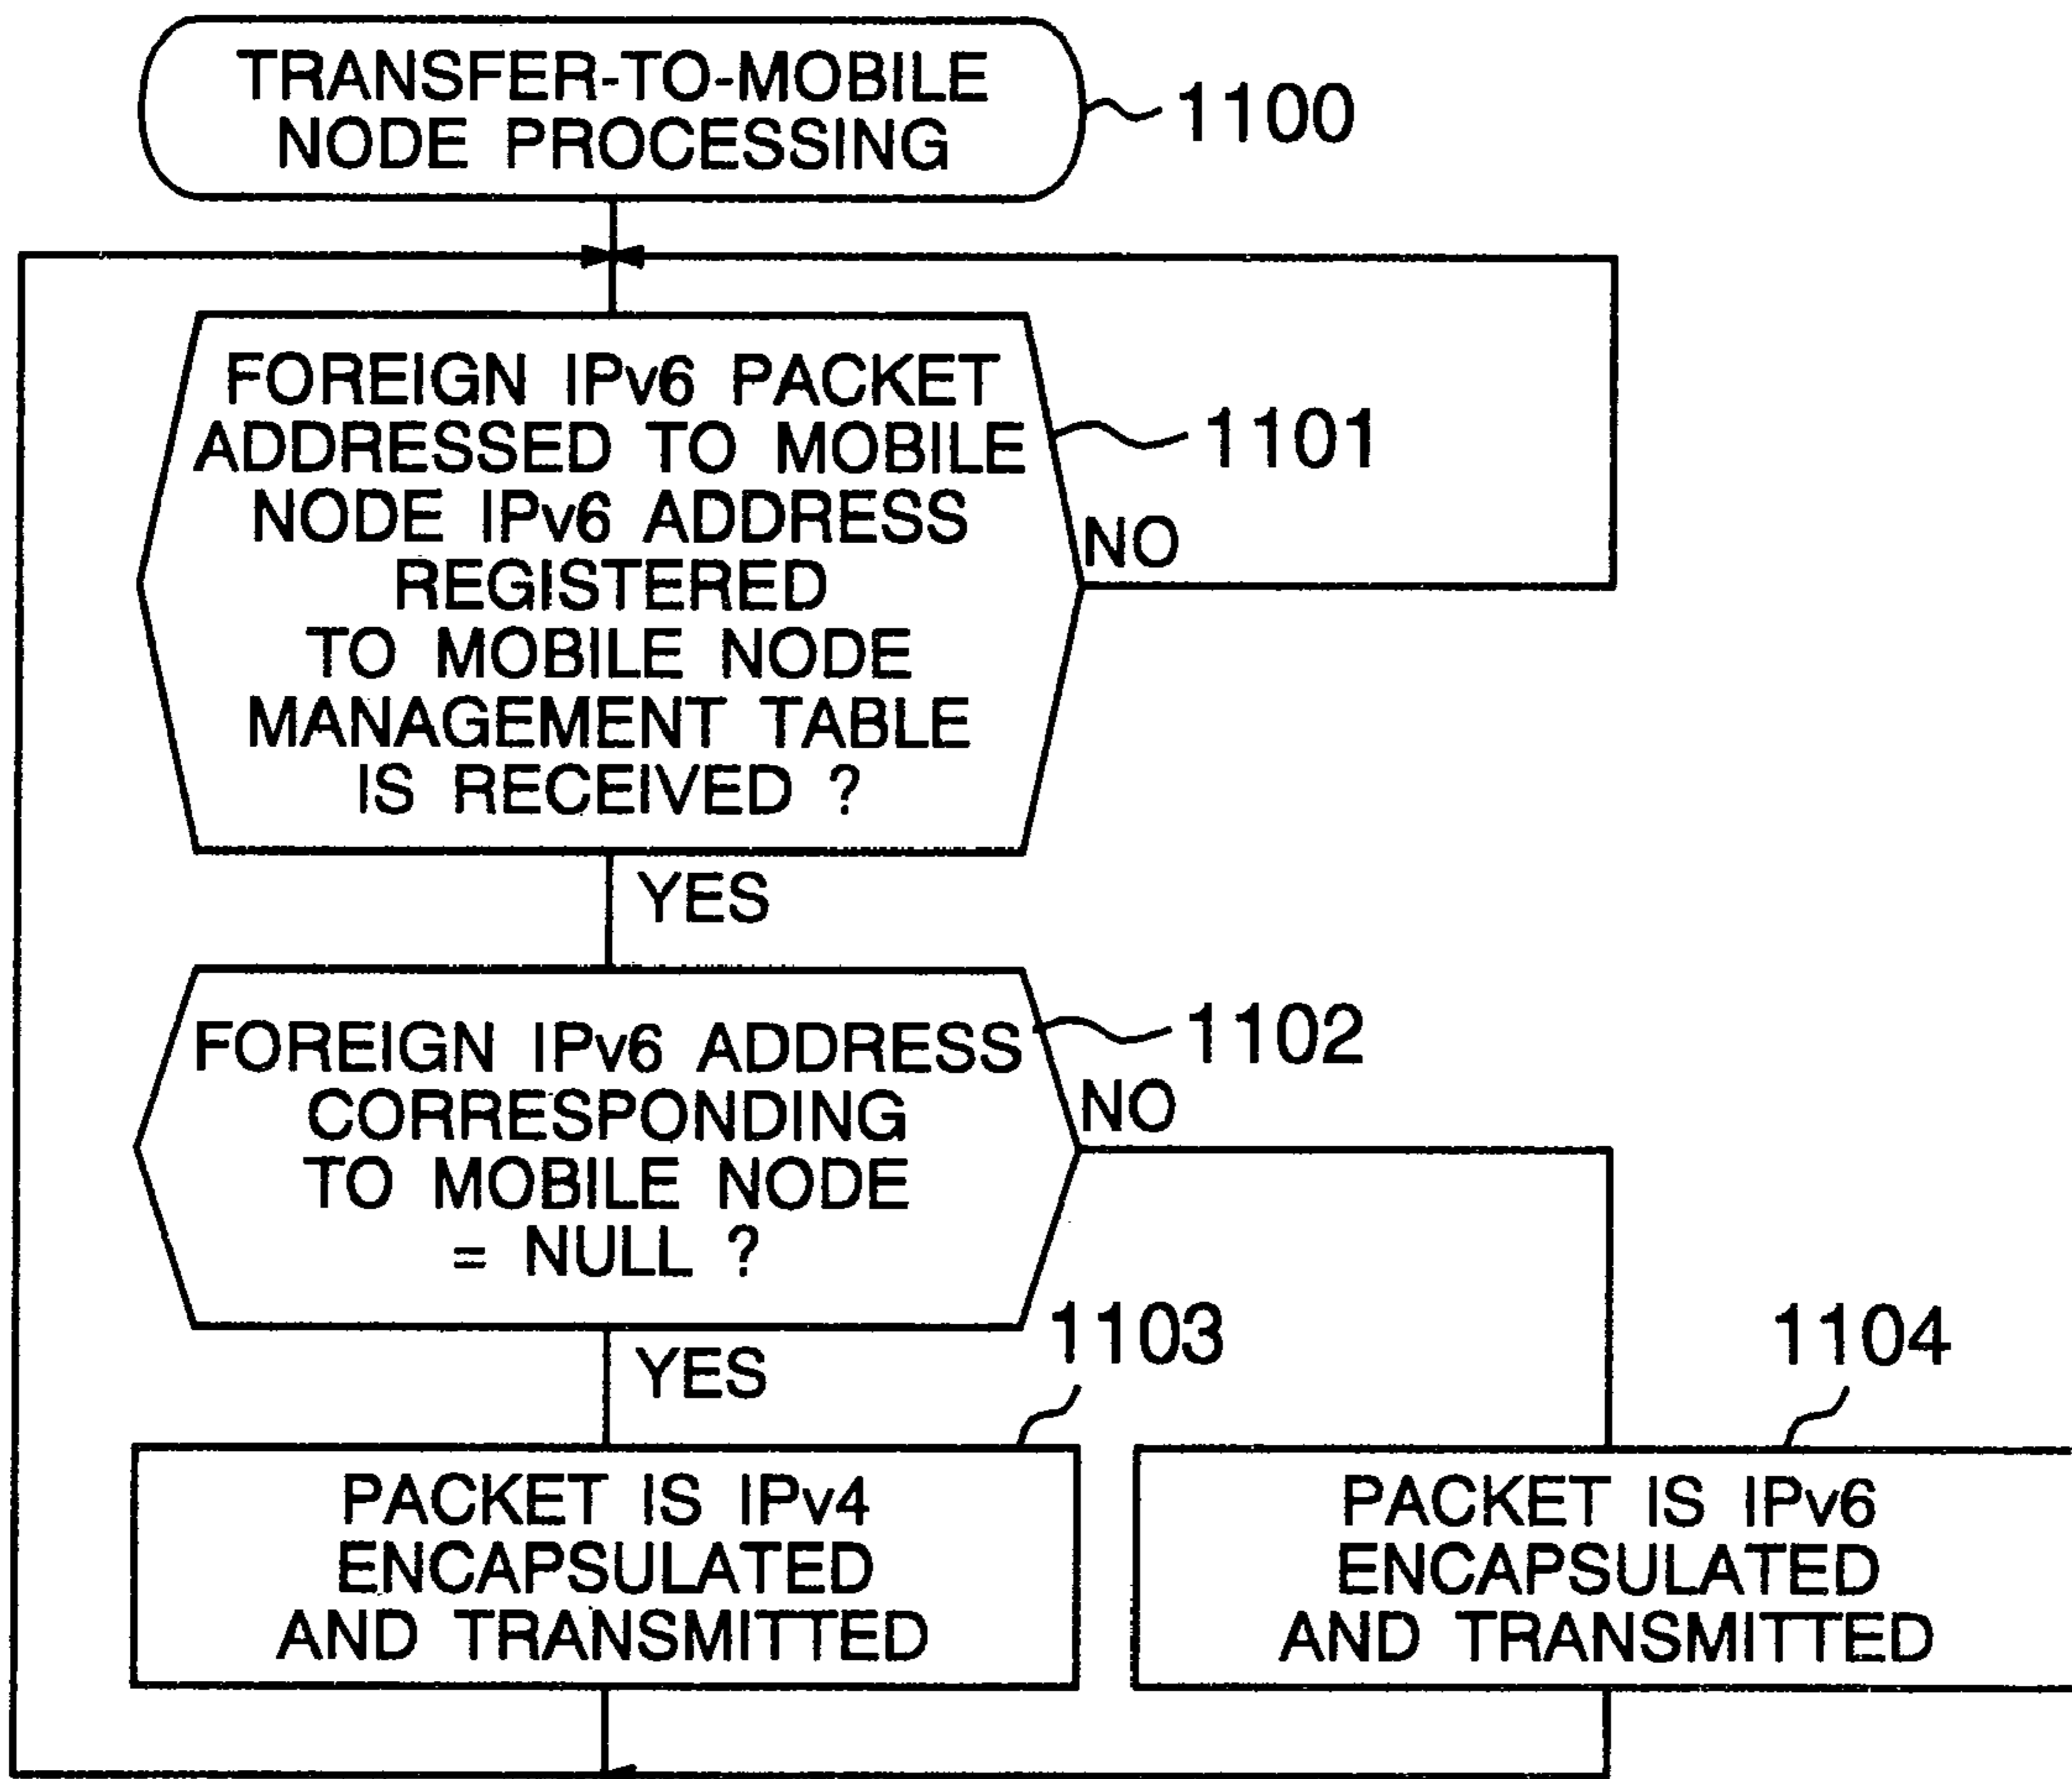 TRANSFER-TO-MOBILE
NODE PROCESSING
1100
FOREIGN IPv6 PACKET
ADDRESSED TO MOBILE
NODE IPv6 ADDRESS
REGISTERED
TO MOBILE NODE
MANAGEMENT TABLE
IS RECEIVED ?
1101
NO
YES
FOREIGN IPv6 ADDRESS
CORRESPONDING
TO MOBILE NODE
= NULL ?
1102
NO
YES
1103
PACKET IS IPv4
ENCAPSULATED
AND TRANSMITTED
1104
PACKET IS IPv6
ENCAPSULATED
AND TRANSMITTED